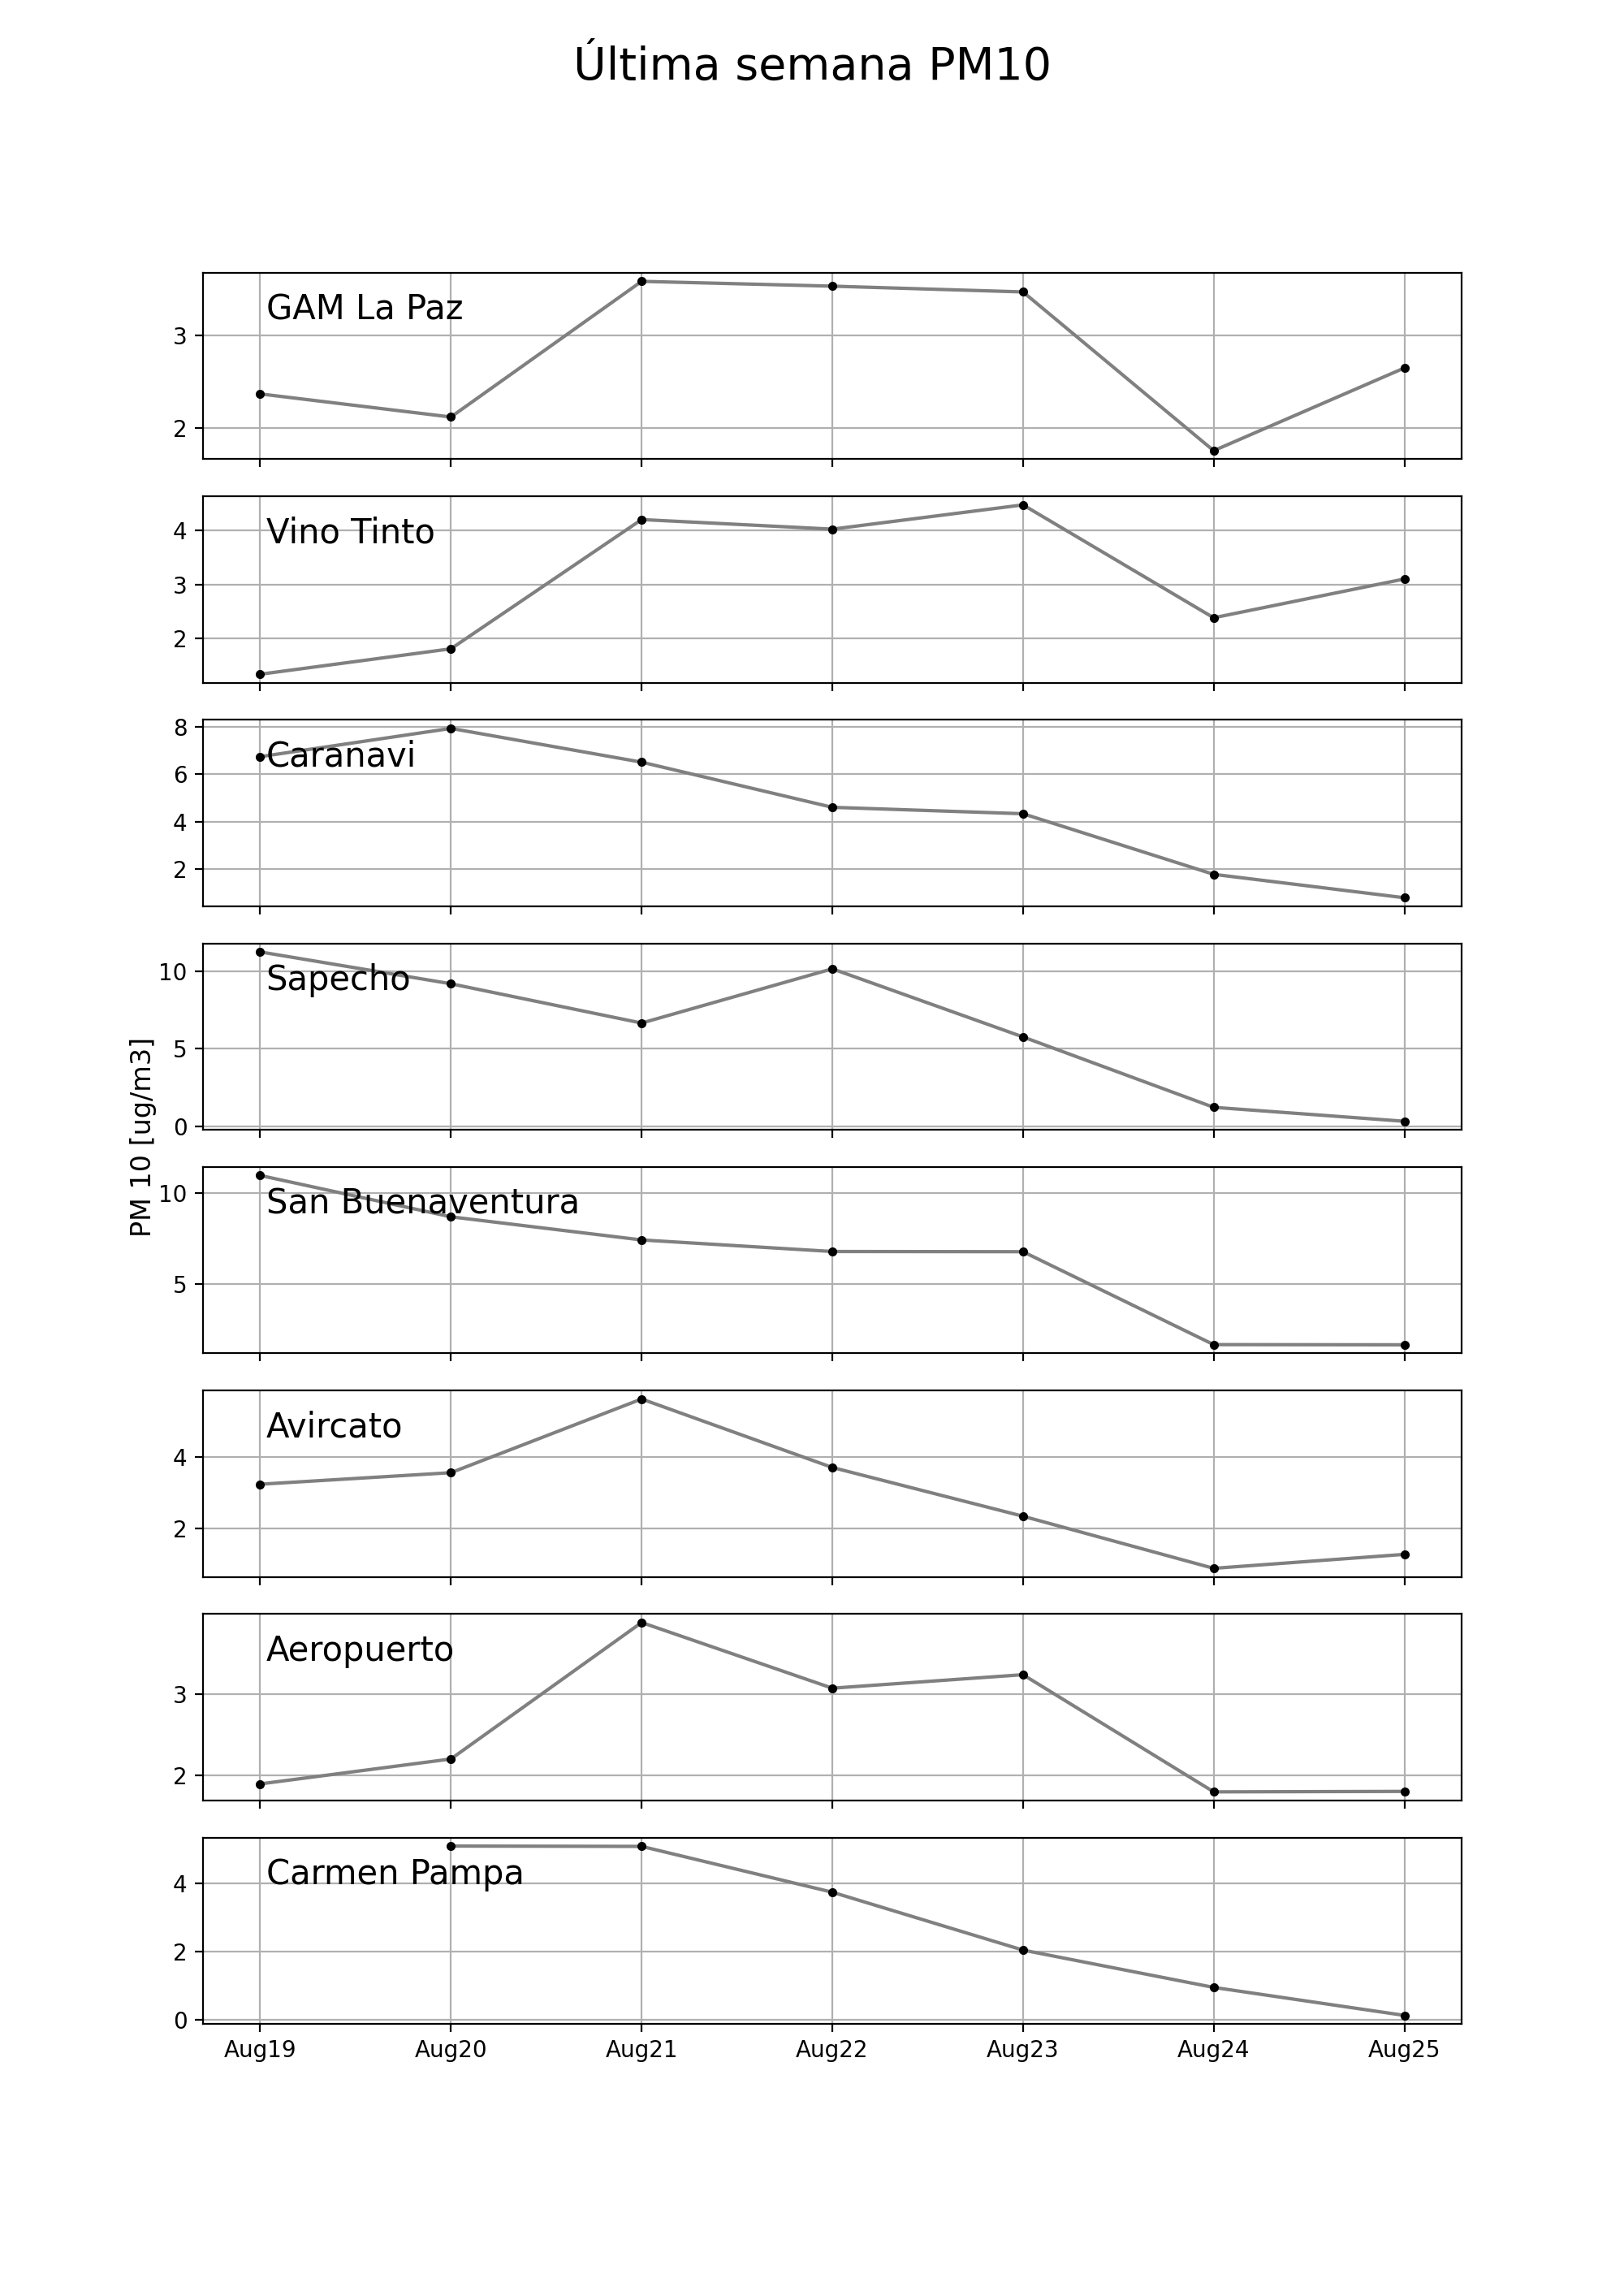 Última semana PM10
GAM La Paz
3
2
Vino Tinto
4
3
2
Caranavi
8
6
4
2
Sapecho
10
5
0
PM 10 [ug/m3]
San Buenaventura
10
5
Avircato
4
2
Aeropuerto
3
2
Carmen Pampa
4
2
0
Aug19 Aug20 Aug21 Aug22 Aug23 Aug24 Aug25